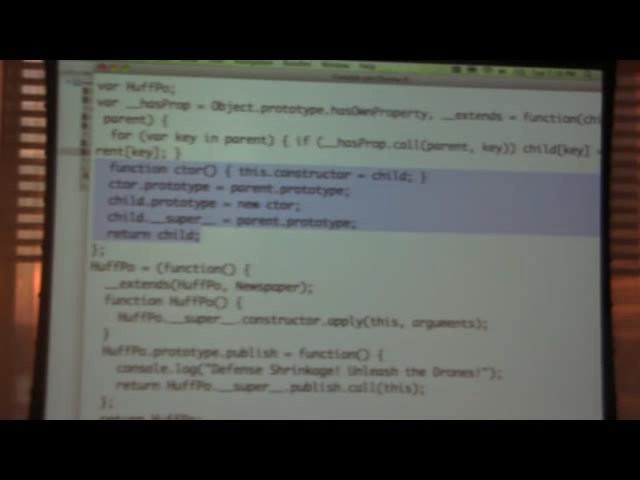 var HuffPo;
var __hasProp = Object.prototype.hasOwnProperty, __extends = function(chi
parent) {
for (var key in parent) { if (__hasProp.call(parent, key)) child[key] =
rent[key]; }
function ctor() { this.constructor = child; }
ctor.prototype = parent.prototype;
child.prototype = new ctor;
child.__super__ = parent.prototype;
return child;
};
HuffPo = (function() {
__extends(HuffPo, Newspaper);
function HuffPo() {
HuffPo.__super__.constructor.apply(this, arguments);
}
HuffPo.prototype.publish = function() {
console.log("Defense Shrinkage! Unleash the Drones!");
return HuffPo.__super__.publish.call(this);
};
return HuffPo;